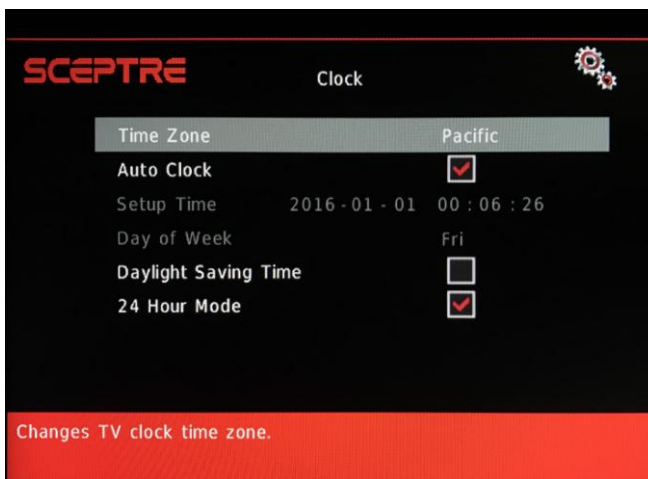 SCEPTRE
Clock
Time Zone Pacific
Auto Clock
Setup Time 2016-01-01 00:06:26
Day of Week Fri
Daylight Saving Time
24 Hour Mode
Changes TV clock time zone.